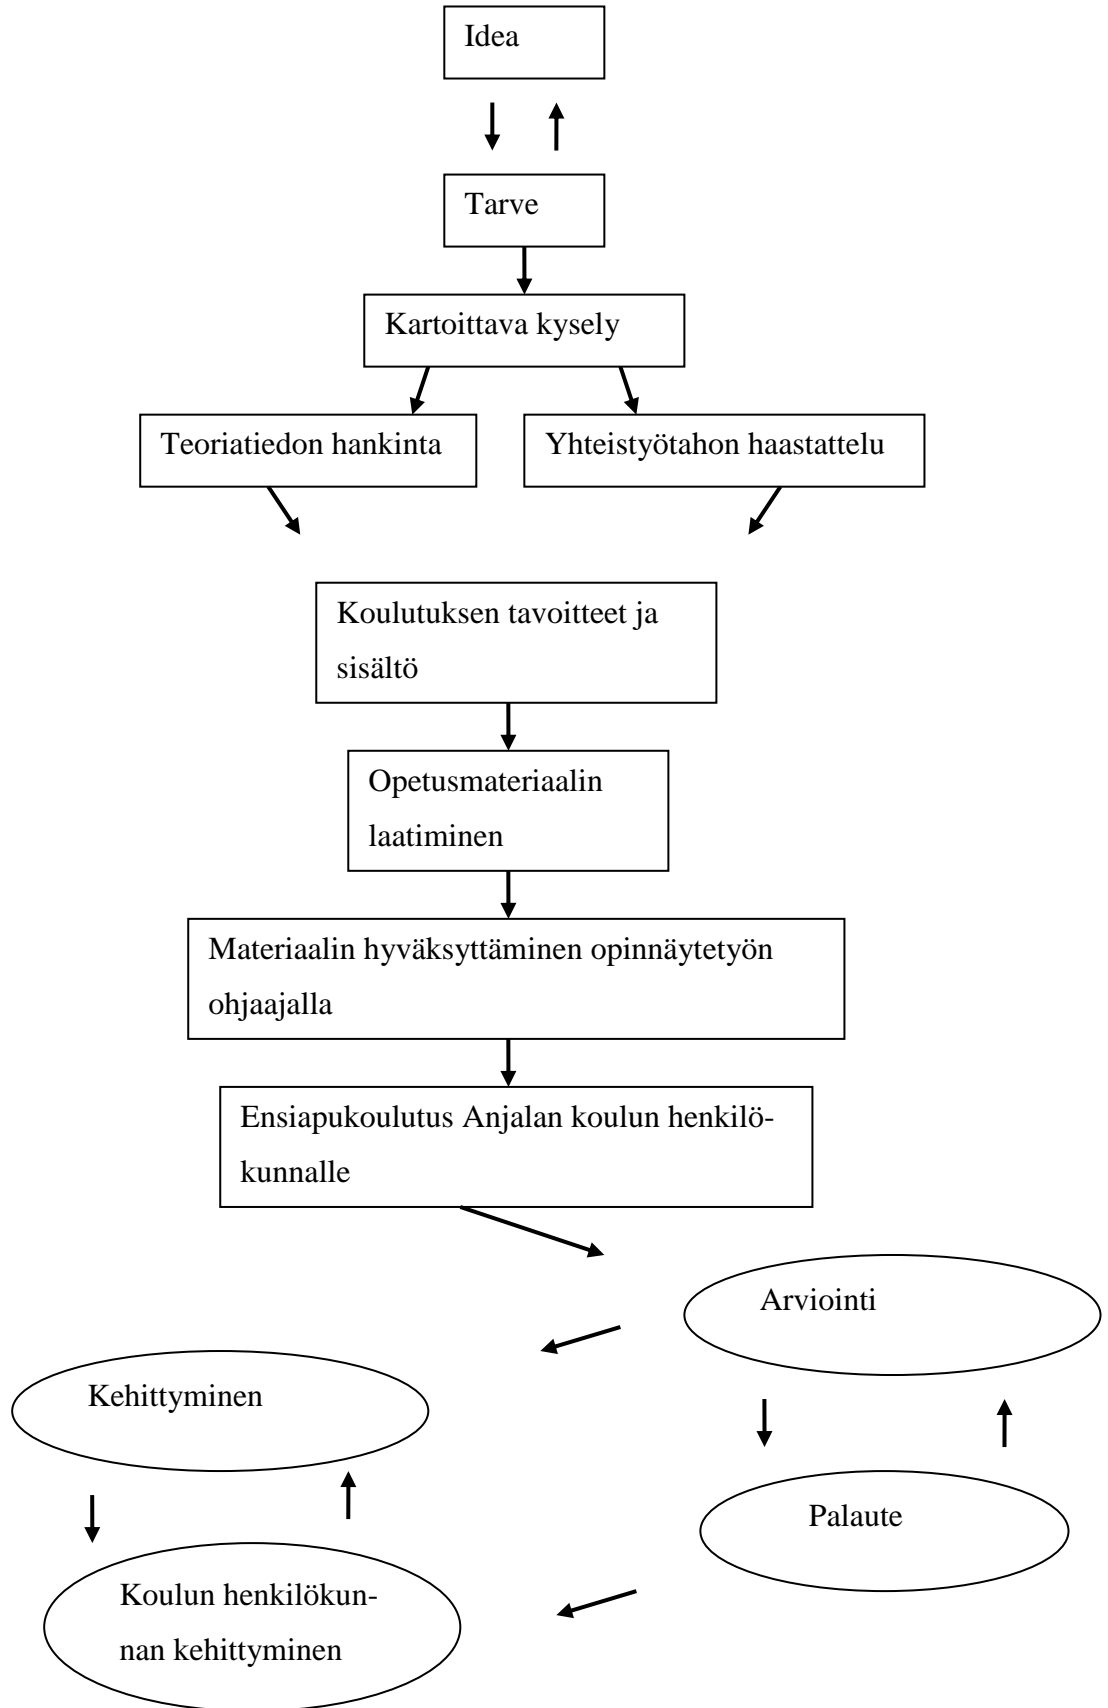 Idea
Tarve
Kartoittava kysely
Teoriatiedon hankinta
Yhteistyötahon haastattelu
Koulutuksen tavoitteet ja
sisältö
Opetusmateriaalin
laatiminen
Materiaalin hyväksyttäminen opinnäytetyön
ohjaajalla
Ensiapukoulutus Anjalan koulun henkilö-
kunnalle
Arviointi
Kehittyminen
Palaute
Koulun henkilökun-
nan kehittyminen